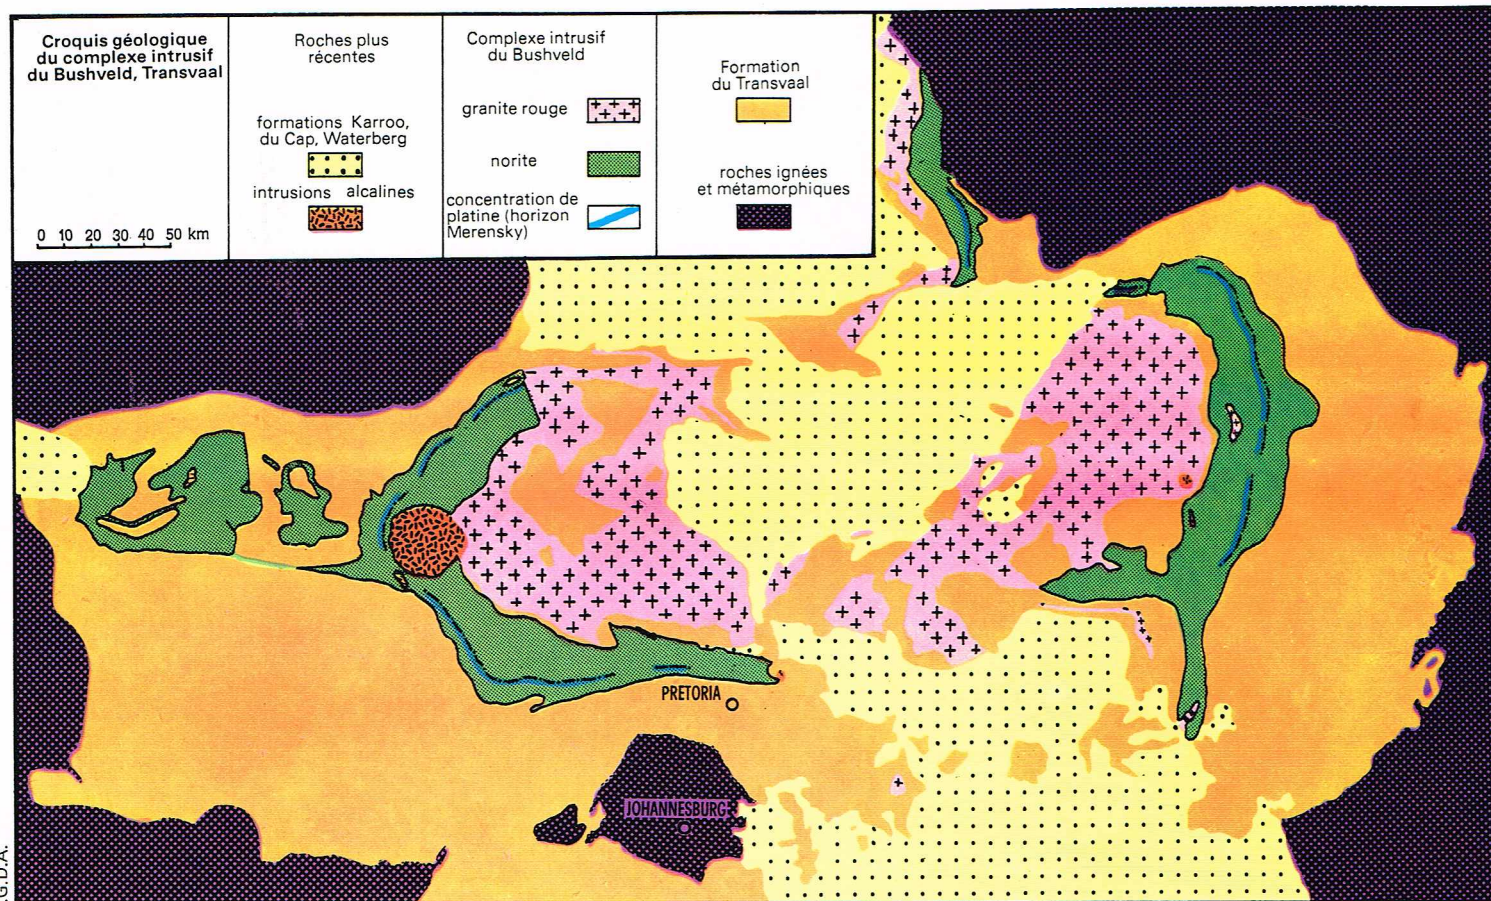 Croquis géologique
du complexe intrusif
du Bushveld, Transvaal
0 10 20 30 40 50 km
Roches plus
récentes
formations Karroo,
du Cap, Waterberg
intrusions alcalines
Complexe intrusif
du Bushveld
granite rouge
norite
concentration de
platine (horizon
Merensky)
Formation
du Transvaal
roches ignées
et métamorphiques
PRETORIA
JOHANNESBURG
.G.D.A.